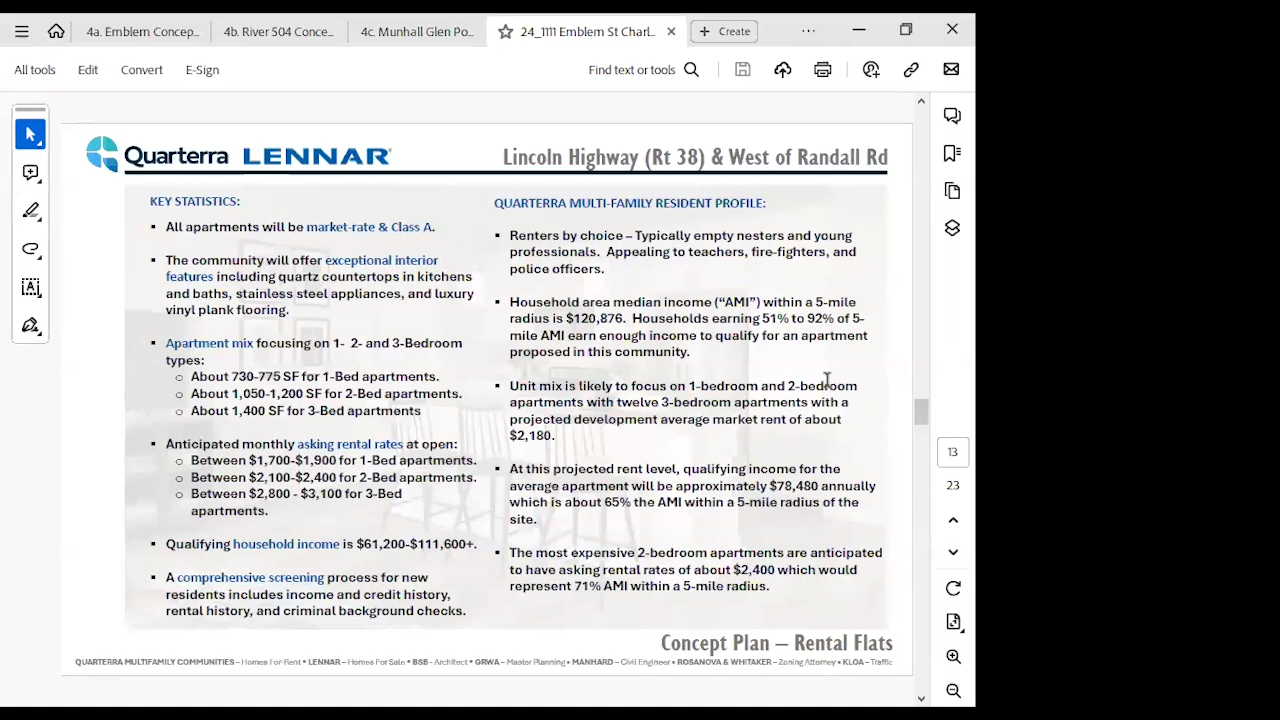 4a. Emblem Concep...
4b. River 504 Conce...
4c. Munhall Glen Po...
24_1111 Emblem St Charl...
Create
All tools
Edit
Convert
E-Sign
Find text or tools
Quarterra LENNAR
Lincoln Highway (Rt 38) & West of Randall Rd
KEY STATISTICS:
▪ All apartments will be market-rate & Class A.
▪ The community will offer exceptional interior
features including quartz countertops in kitchens
and baths, stainless steel appliances, and luxury
vinyl plank flooring.
▪ Apartment mix focusing on 1- 2- and 3-Bedroom
types:
o About 730-775 SF for 1-Bed apartments.
o About 1,050-1,200 SF for 2-Bed apartments.
o About 1,400 SF for 3-Bed apartments
▪ Anticipated monthly asking rental rates at open:
o Between $1,700-$1,900 for 1-Bed apartments.
o Between $2,100-$2,400 for 2-Bed apartments.
o Between $2,800 - $3,100 for 3-Bed
apartments.
▪ Qualifying household income is $61,200-$111,600+.
▪ A comprehensive screening process for new
residents includes income and credit history,
rental history, and criminal background checks.
QUARTERRA MULTI-FAMILY RESIDENT PROFILE:
▪ Renters by choice – Typically empty nesters and young
professionals. Appealing to teachers, fire-fighters, and
police officers.
▪ Household area median income (“AMI”) within a 5-mile
radius is $120,876. Households earning 51% to 92% of 5-
mile AMI earn enough income to qualify for an apartment
proposed in this community.
▪ Unit mix is likely to focus on 1-bedroom and 2-bedroom
apartments with twelve 3-bedroom apartments with a
projected development average market rent of about
$2,180.
▪ At this projected rent level, qualifying income for the
average apartment will be approximately $78,480 annually
which is about 65% the AMI within a 5-mile radius of the
site.
▪ The most expensive 2-bedroom apartments are anticipated
to have asking rental rates of about $2,400 which would
represent 71% AMI within a 5-mile radius.
Concept Plan – Rental Flats
QUARTERRA MULTIFAMILY COMMUNITIES – Homes For Rent • LENNAR – Homes For Sale • BSB - Architect • GRWA – Master Planning • MANHARD – Civil Engineer • ROSANOVA & WHITAKER – Zoning Attorney • KLOA – Traffic
13
23